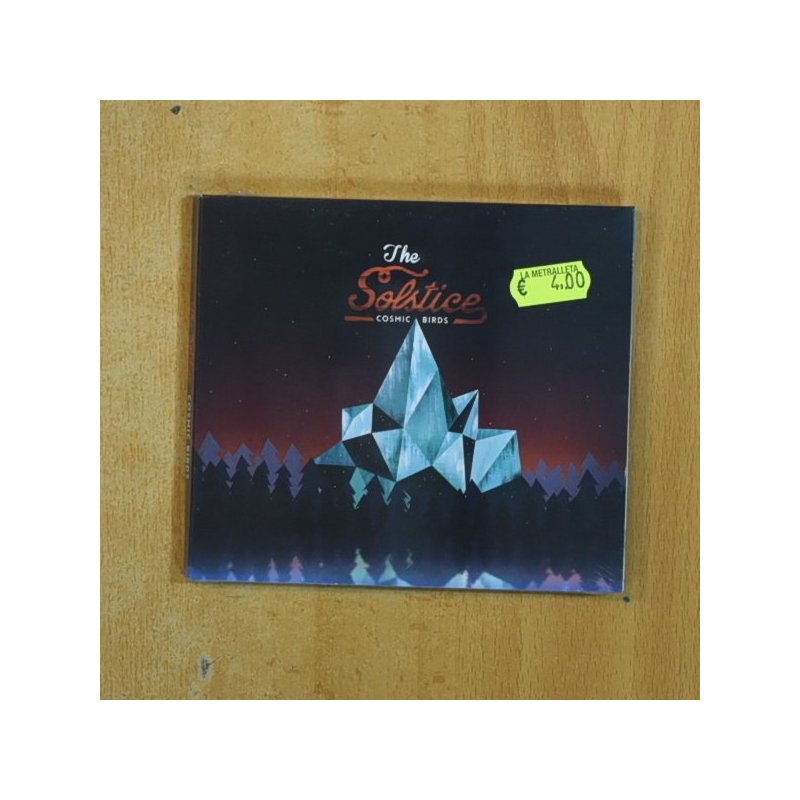 The
Solstice
COSMIC BIRDS
LA METRALLETA
€ 4,00
COSMIC BIRDS